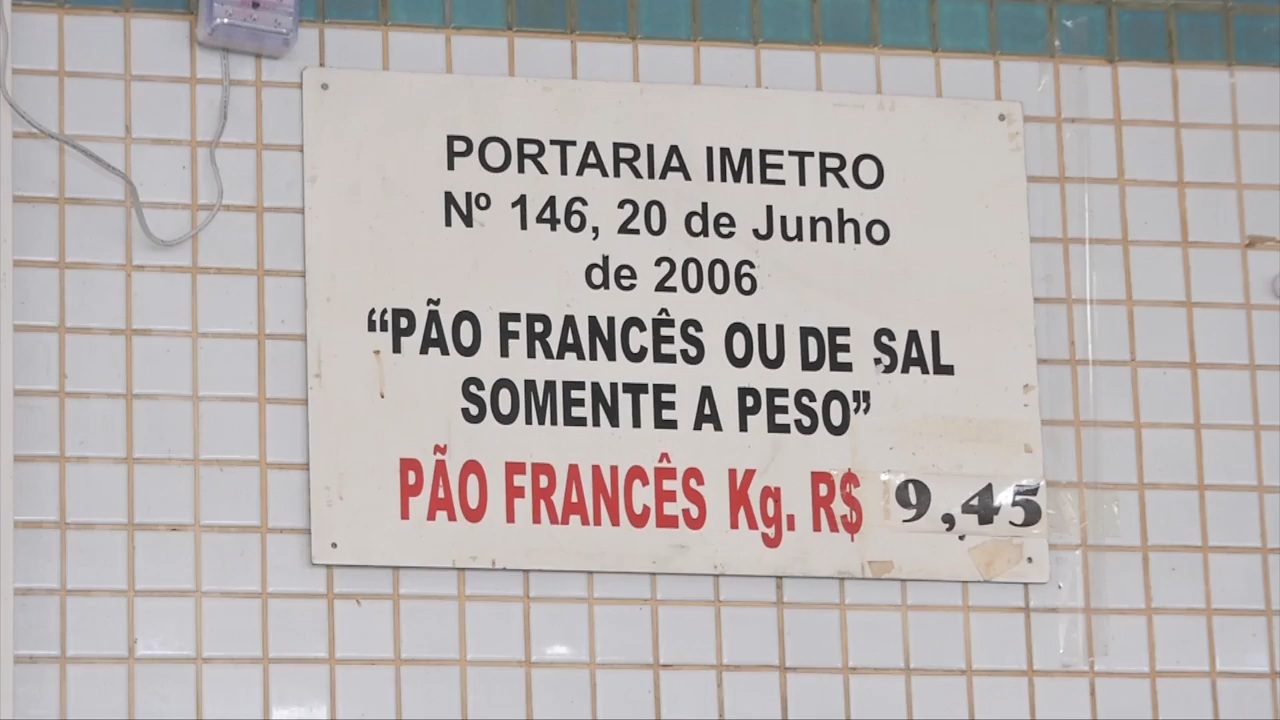 PORTARIA IMETRO
Nº 146, 20 de Junho
de 2006
“PÃO FRANCÊS OU DE SAL
SOMENTE A PESO”
PÃO FRANCÊS Kg. R$ 9,45